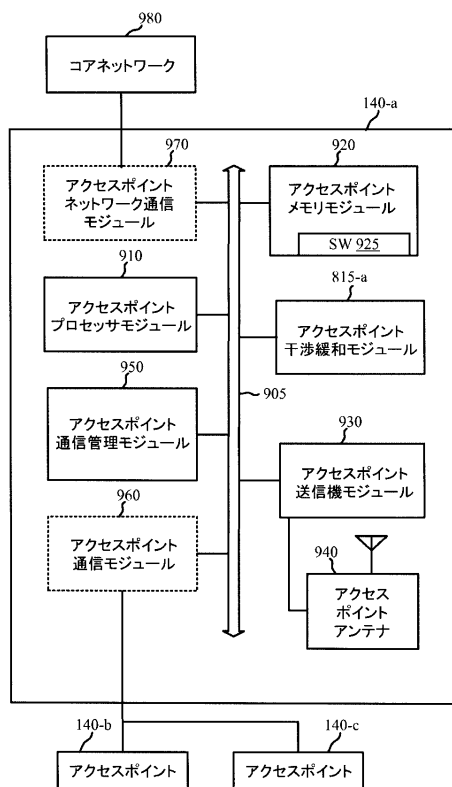 980
コアネットワーク
140-a
970
アクセスポイント
ネットワーク通信
モジュール
920
アクセスポイント
メモリモジュール
SW 925
910
アクセスポイント
プロセッサモジュール
815-a
アクセスポイント
干渉緩和モジュール
950
アクセスポイント
通信管理モジュール
905
930
アクセスポイント
送信機モジュール
960
アクセスポイント
通信モジュール
940
アクセス
ポイント
アンテナ
140-b
アクセスポイント
140-c
アクセスポイント